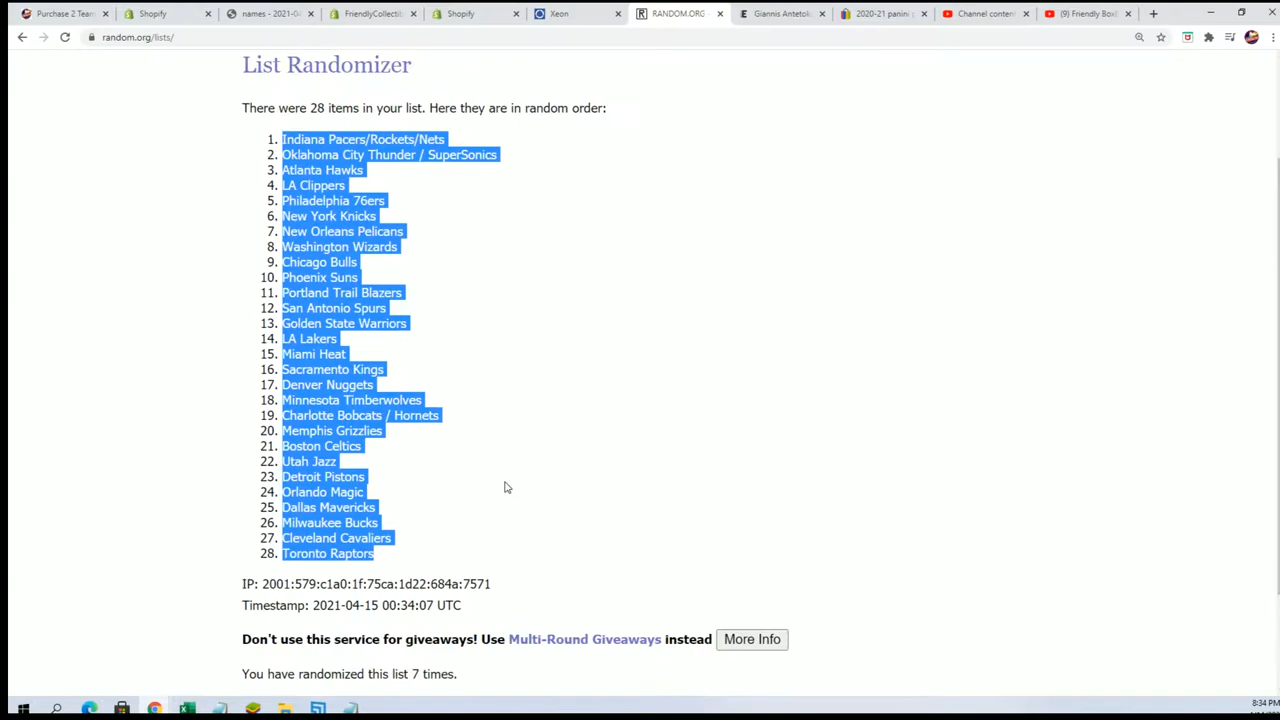 Purchase 2 Team
Shopify
names - 2021-04
FriendlyCollectib
Shopify
Xeon
RANDOM.ORG -
Giannis Antetok
2020-21 panini
Channel content
(9) Friendly Box
random.org/lists/
List Randomizer
There were 28 items in your list. Here they are in random order:
1. Indiana Pacers/Rockets/Nets
2. Oklahoma City Thunder / SuperSonics
3. Atlanta Hawks
4. LA Clippers
5. Philadelphia 76ers
6. New York Knicks
7. New Orleans Pelicans
8. Washington Wizards
9. Chicago Bulls
10. Phoenix Suns
11. Portland Trail Blazers
12. San Antonio Spurs
13. Golden State Warriors
14. LA Lakers
15. Miami Heat
16. Sacramento Kings
17. Denver Nuggets
18. Minnesota Timberwolves
19. Charlotte Bobcats / Hornets
20. Memphis Grizzlies
21. Boston Celtics
22. Utah Jazz
23. Detroit Pistons
24. Orlando Magic
25. Dallas Mavericks
26. Milwaukee Bucks
27. Cleveland Cavaliers
28. Toronto Raptors
IP: 2001:579:c1a0:1f:75ca:1d22:684a:7571
Timestamp: 2021-04-15 00:34:07 UTC
Don't use this service for giveaways! Use Multi-Round Giveaways instead More Info
You have randomized this list 7 times.
8:34 PM